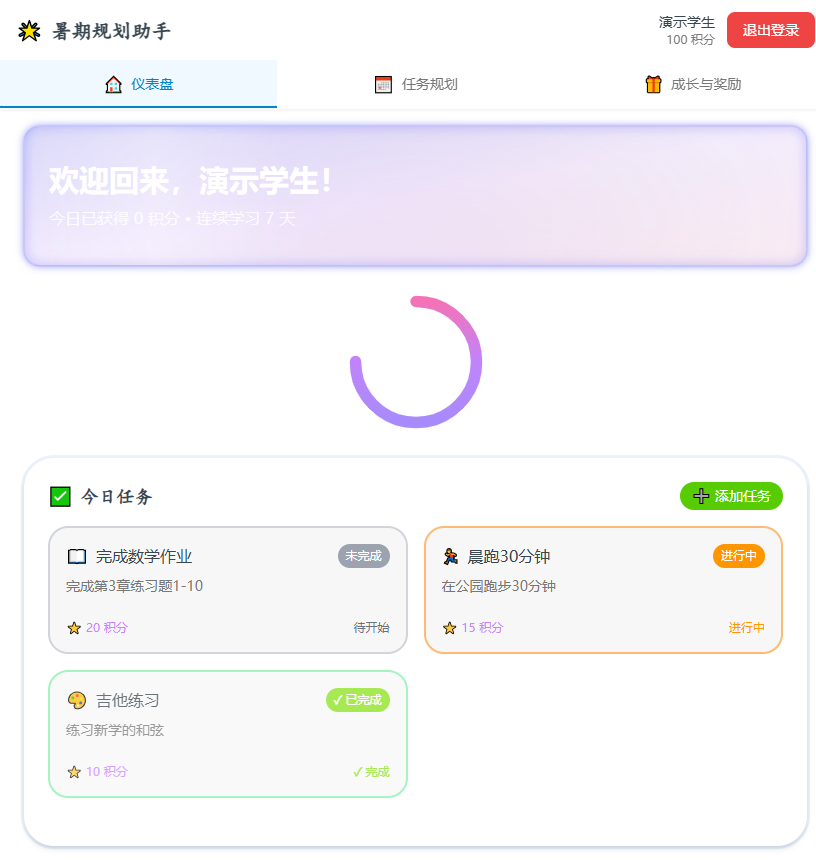 暑期规划助手
演示学生
100 积分
退出登录
仪表盘
任务规划
成长与奖励
欢迎回来，演示学生！
今日已获得 0 积分 • 连续学习 7 天
今日任务
添加任务
完成数学作业
未完成
完成第3章练习题1-10
20 积分
待开始
晨跑30分钟
进行中
在公园跑步30分钟
15 积分
进行中
吉他练习
✓ 已完成
练习新学的和弦
10 积分
✓ 完成